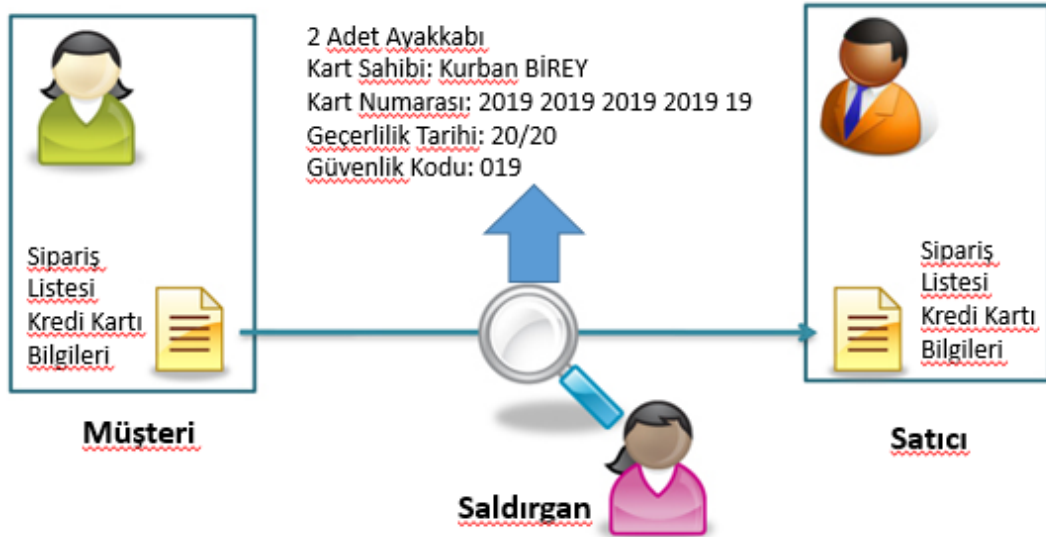 2 Adet Ayakkabı
Kart Sahibi: Kurban BİREY
Kart Numarası: 2019 2019 2019 2019 19
Geçerlilik Tarihi: 20/20
Güvenlik Kodu: 019
Sipariş
Listesi
Kredi Kartı
Bilgileri
Sipariş
Listesi
Kredi Kartı
Bilgileri
Müşteri
Satıcı
Saldırgan